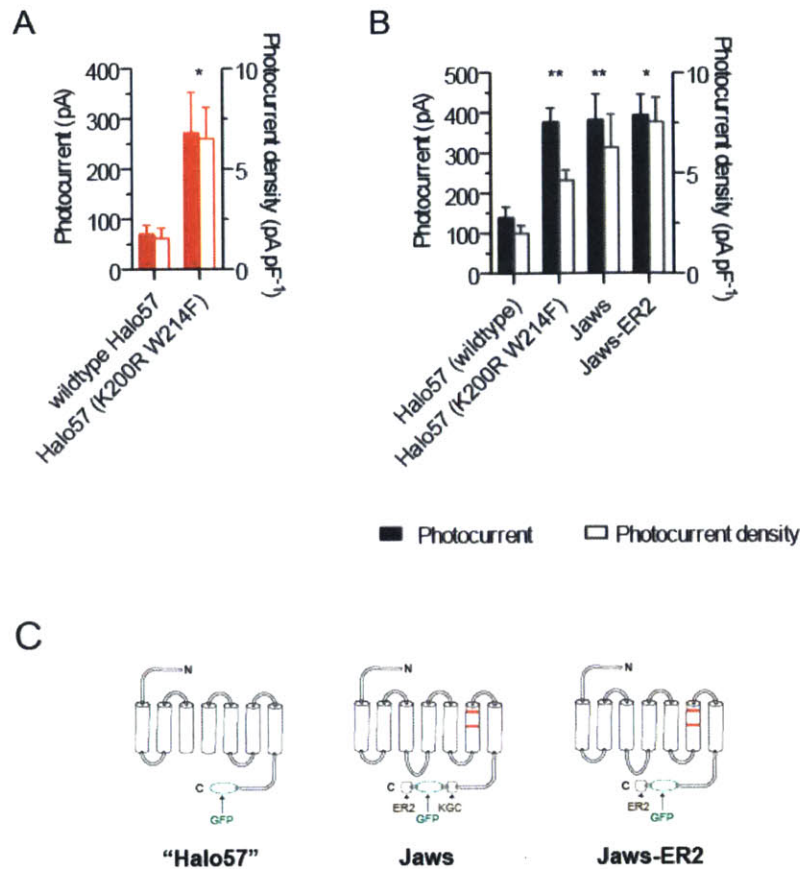 A
Photocurrent (pA)
400
300
200
100
0
*
10
5
0
Photocurrent density (pA pF⁻¹)
wildtype Halo57
Halo57 (K200R W214F)
B
Photocurrent (pA)
500
400
300
200
100
0
**
**
*
10
5
0
Photocurrent density (pA pF⁻¹)
Halo57 (wildtype)
Halo57 (K200R W214F)
Jaws
Jaws-ER2
Photocurrent
Photocurrent density
C
N
C
GFP
"Halo57"
N
C
ER2
GFP
KGC
Jaws
N
C
ER2
GFP
Jaws-ER2